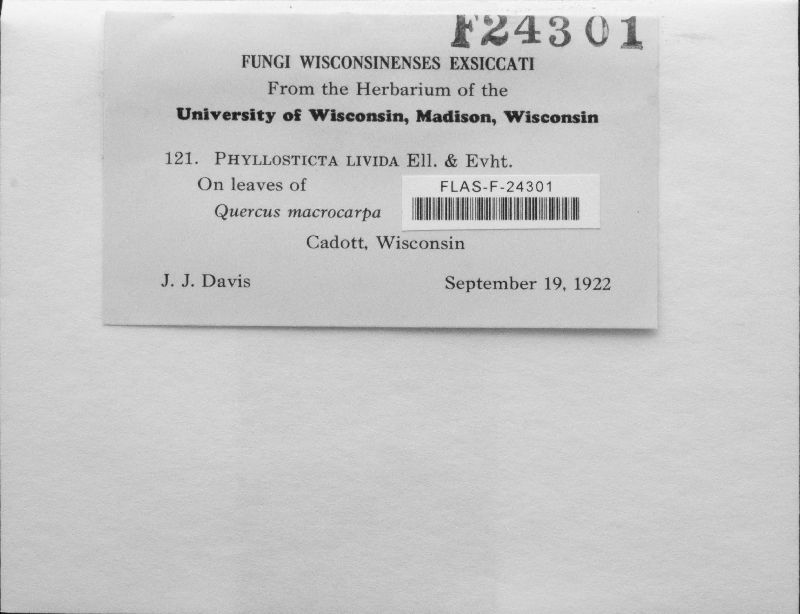 F24301
FUNGI WISCONSINENSES EXSICCATI
From the Herbarium of the
University of Wisconsin, Madison, Wisconsin
121. PHYLLOSTICTA LIVIDA Ell. & Evht.
On leaves of
FLAS-F-24301
Quercus macrocarpa
Cadott, Wisconsin
J. J. Davis September 19, 1922